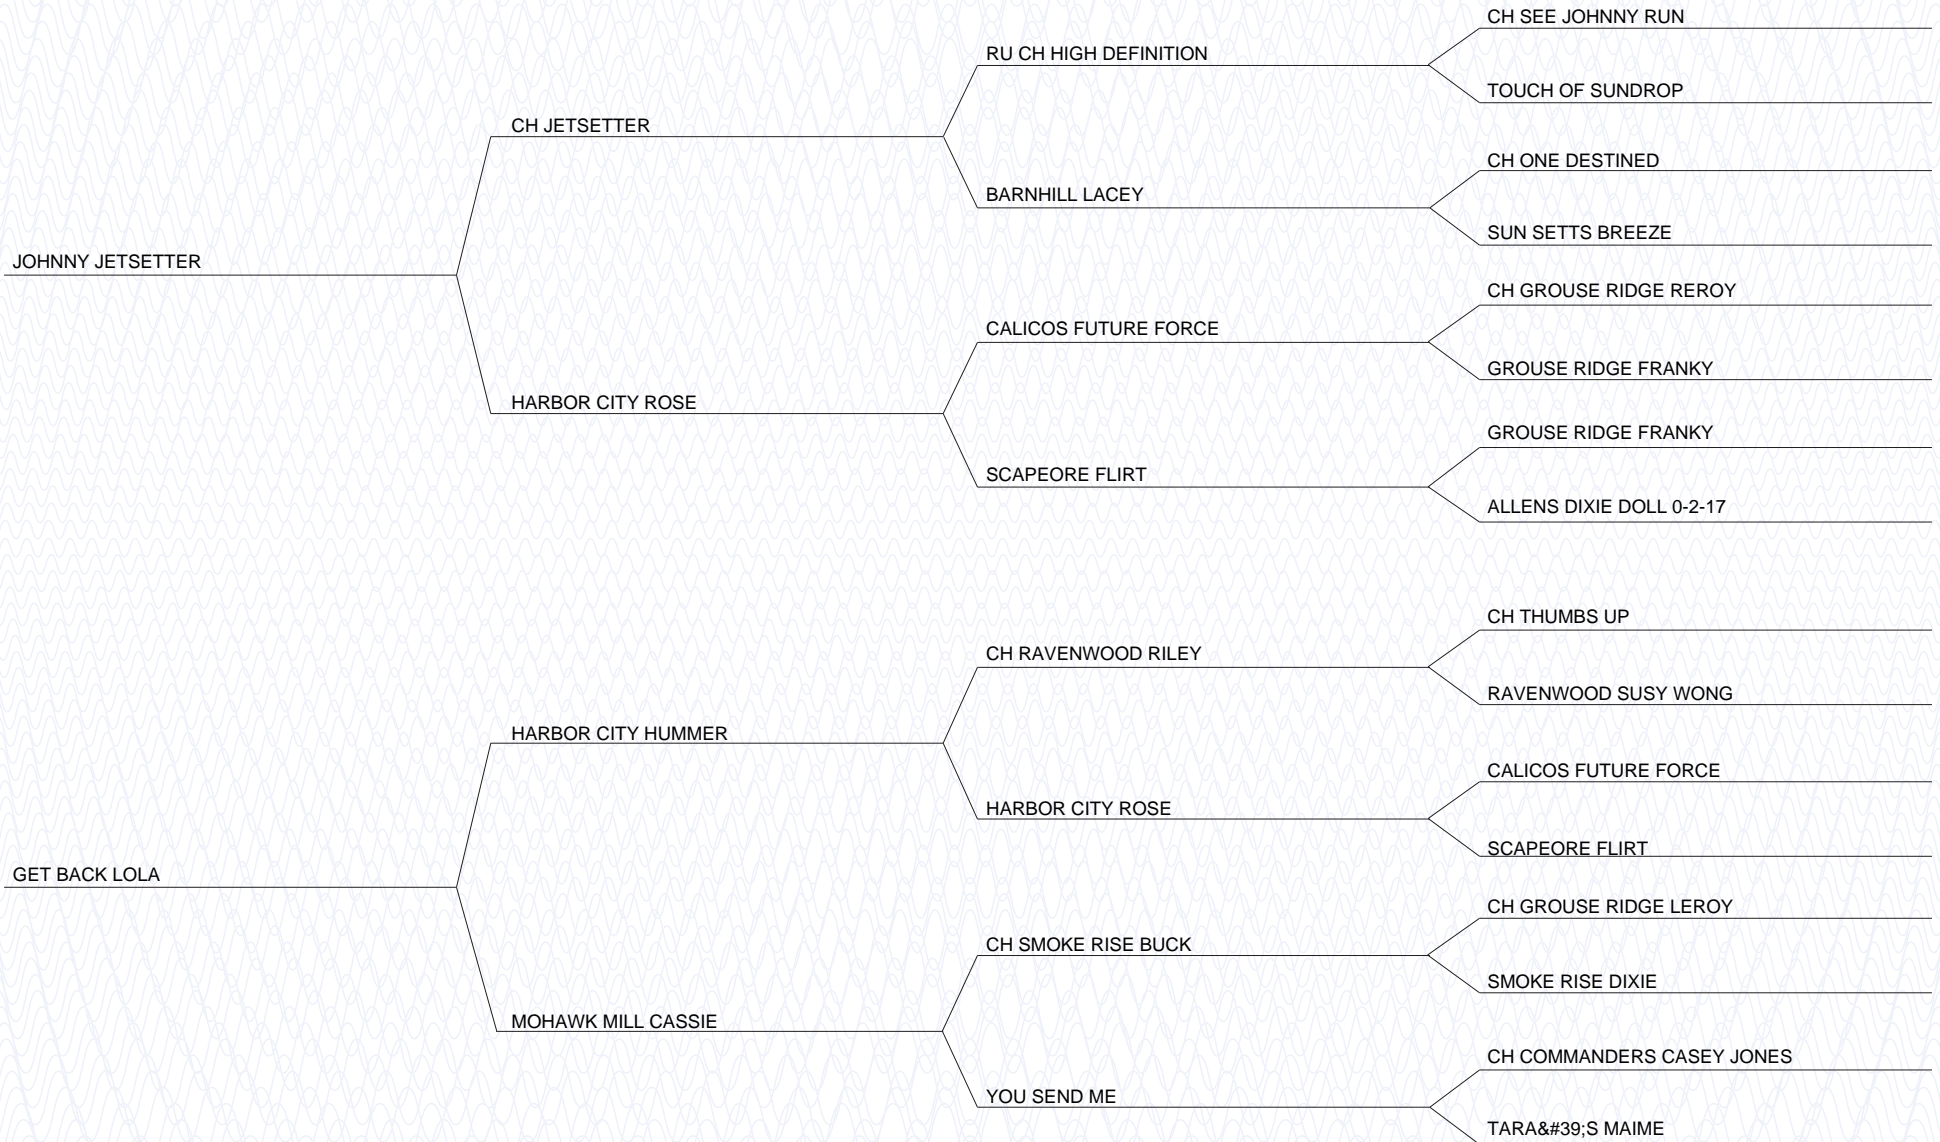 CH SEE JOHNNY RUN
RU CH HIGH DEFINITION
TOUCH OF SUNDROP
CH JETSETTER
CH ONE DESTINED
BARNHILL LACEY
SUN SETTS BREEZE
JOHNNY JETSETTER
CH GROUSE RIDGE REROY
CALICOS FUTURE FORCE
GROUSE RIDGE FRANKY
HARBOR CITY ROSE
GROUSE RIDGE FRANKY
SCAPEORE FLIRT
ALLENS DIXIE DOLL 0-2-17
CH THUMBS UP
CH RAVENWOOD RILEY
RAVENWOOD SUSY WONG
HARBOR CITY HUMMER
CALICOS FUTURE FORCE
HARBOR CITY ROSE
SCAPEORE FLIRT
GET BACK LOLA
CH GROUSE RIDGE LEROY
CH SMOKE RISE BUCK
SMOKE RISE DIXIE
MOHAWK MILL CASSIE
CH COMMANDERS CASEY JONES
YOU SEND ME
TARA&#39;S MAIME